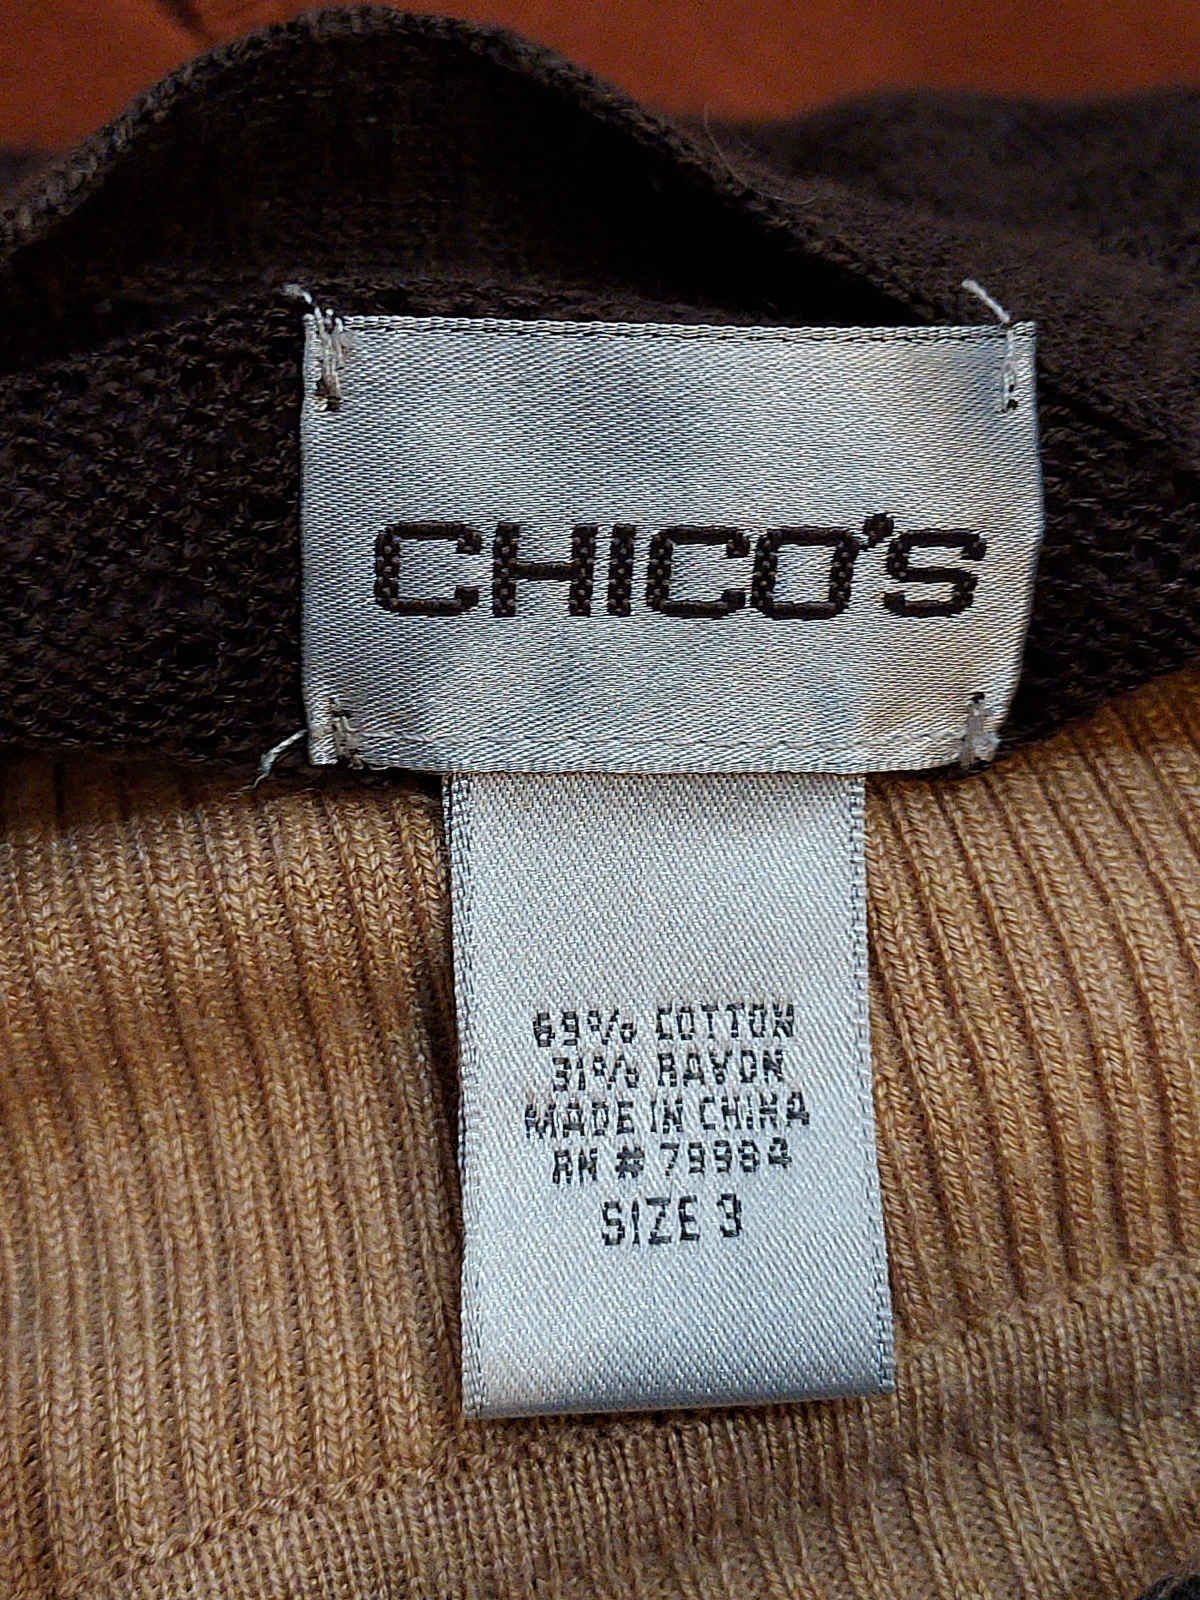 CHICO'S
69% COTTON
31% RAYON
MADE IN CHINA
RN # 79984
SIZE 3